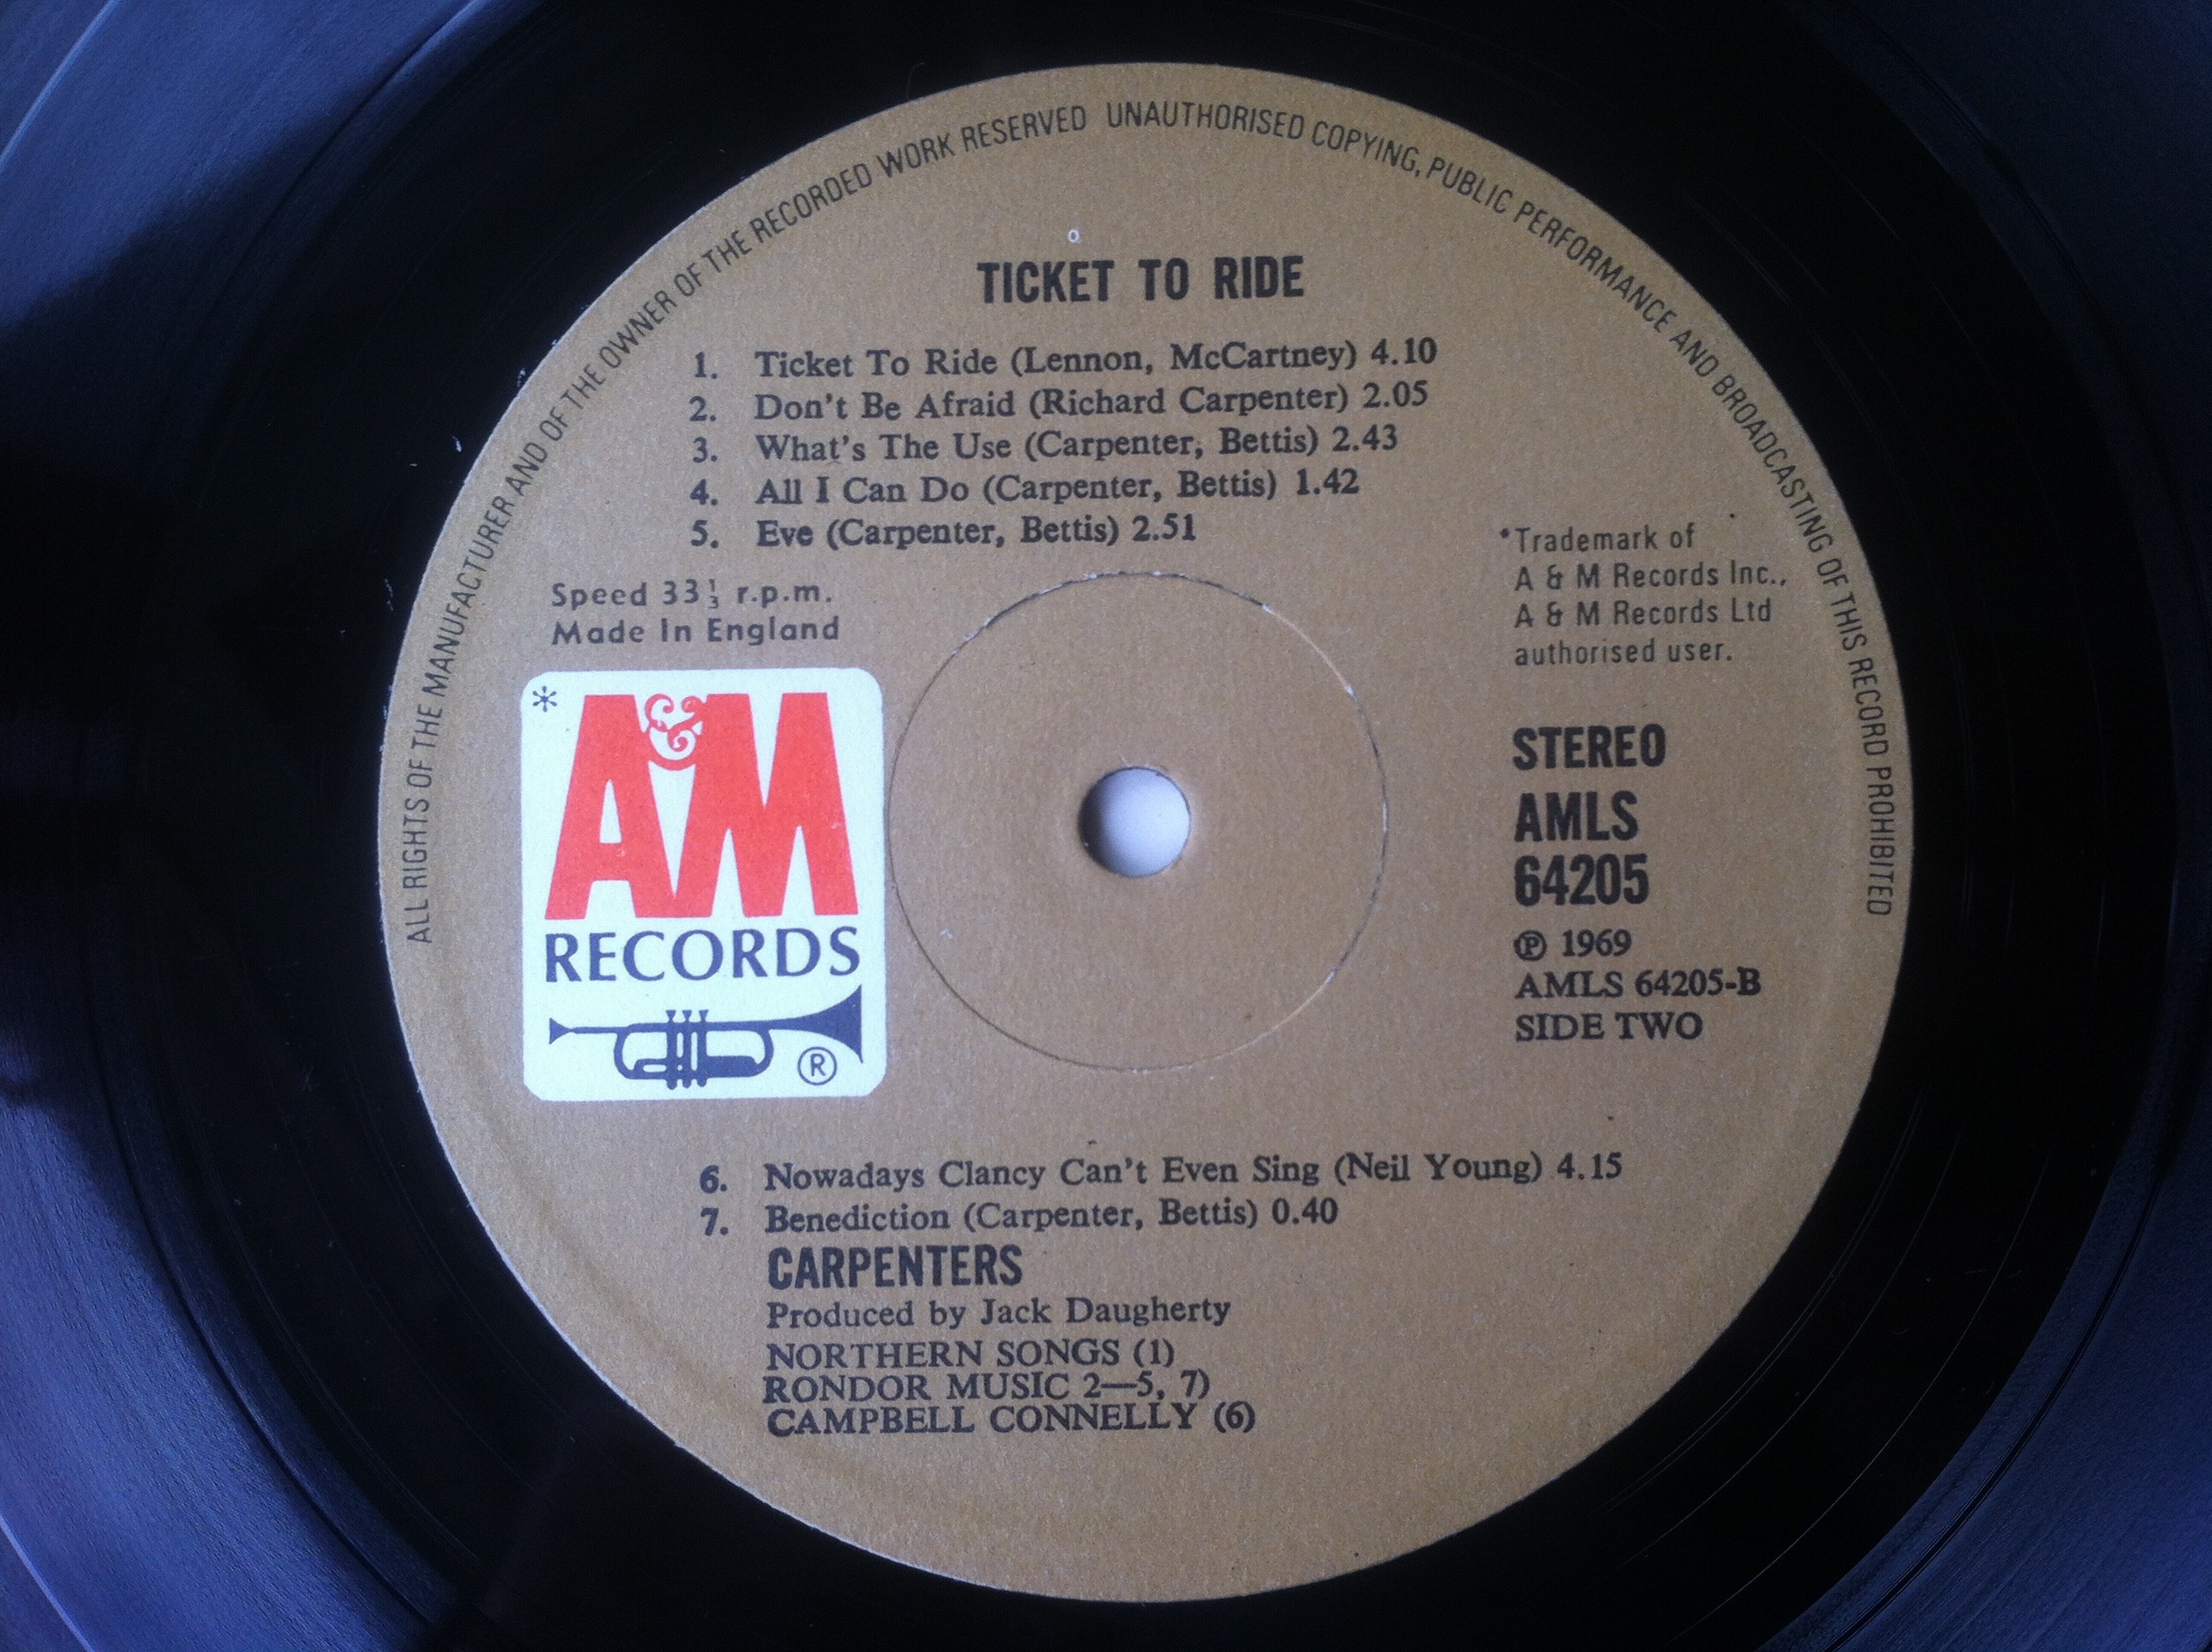 ALL RIGHTS OF THE MANUFACTURER AND OF THE OWNER OF THE RECORDED WORK RESERVED UNAUTHORISED COPYING, PUBLIC PERFORMANCE AND BROADCASTING OF THIS RECORD PROHIBITED
TICKET TO RIDE
1. Ticket To Ride (Lennon, McCartney) 4.10
2. Don't Be Afraid (Richard Carpenter) 2.05
3. What's The Use (Carpenter, Bettis) 2.43
4. All I Can Do (Carpenter, Bettis) 1.42
5. Eve (Carpenter, Bettis) 2.51
Speed 33⅓ r.p.m.
Made In England
* A&M
RECORDS
®
*Trademark of
A & M Records Inc.,
A & M Records Ltd
authorised user.
STEREO
AMLS
64205
℗ 1969
AMLS 64205-B
SIDE TWO
6. Nowadays Clancy Can't Even Sing (Neil Young) 4.15
7. Benediction (Carpenter, Bettis) 0.40
CARPENTERS
Produced by Jack Daugherty
NORTHERN SONGS (1)
RONDOR MUSIC 2—5, 7)
CAMPBELL CONNELLY (6)